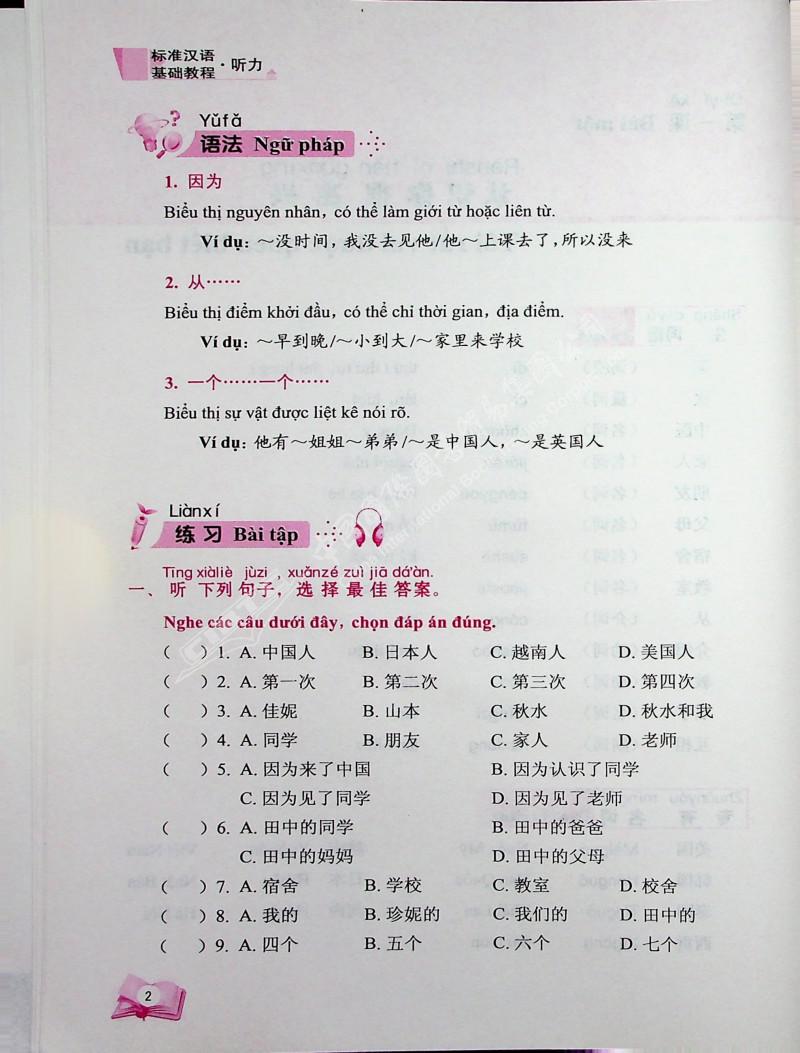 标准汉语
基础教程·听力
Yǔfǎ
语法 Ngữ pháp
1. 因为
Biểu thị nguyên nhân, có thể làm giới từ hoặc liên từ.
Ví dụ: ～没时间，我没去见他/他～上课去了，所以没来
2. 从……
Biểu thị điểm khởi đầu, có thể chỉ thời gian, địa điểm.
Ví dụ: ～早到晚/～小到大/～家里来学校
3. 一个……一个……
Biểu thị sự vật được liệt kê nói rõ.
Ví dụ: 他有～姐姐～弟弟/～是中国人，～是英国人
Liànxí
练习 Bài tập
Tīng xiàliè jùzi, xuǎnzé zuì jiā dá'àn.
一、听 下列 句子，选 择 最 佳 答案。
Nghe các câu dưới đây, chọn đáp án đúng.
(  ) 1. A. 中国人 B. 日本人 C. 越南人 D. 美国人
(  ) 2. A. 第一次 B. 第二次 C. 第三次 D. 第四次
(  ) 3. A. 佳妮 B. 山本 C. 秋水 D. 秋水和我
(  ) 4. A. 同学 B. 朋友 C. 家人 D. 老师
(  ) 5. A. 因为来了中国 B. 因为认识了同学
C. 因为见了同学 D. 因为见了老师
(  ) 6. A. 田中的同学 B. 田中的爸爸
C. 田中的妈妈 D. 田中的父母
(  ) 7. A. 宿舍 B. 学校 C. 教室 D. 校舍
(  ) 8. A. 我的 B. 珍妮的 C. 我们的 D. 田中的
(  ) 9. A. 四个 B. 五个 C. 六个 D. 七个
2